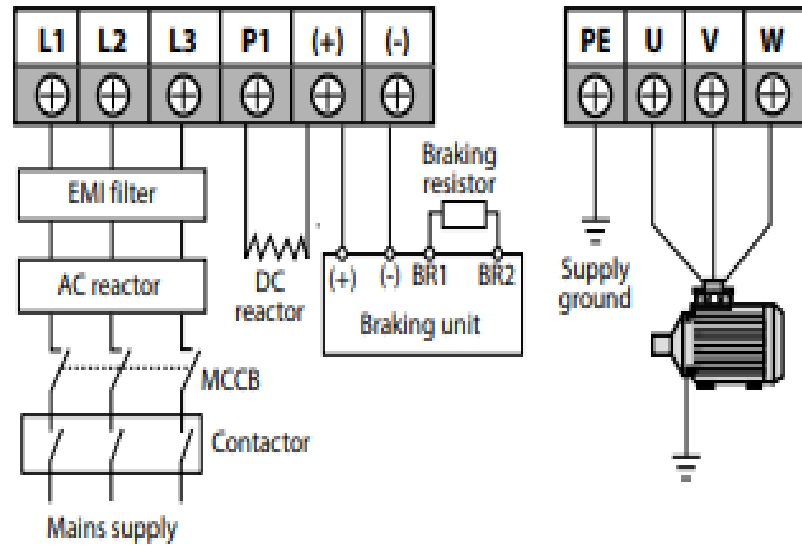 L1 L2 L3 P1 (+) (-)
PE U V W
Braking
resistor
EMI filter
AC reactor
DC
reactor
(+) (-) BR1 BR2
Braking unit
Supply
ground
MCCB
Contactor
Mains supply